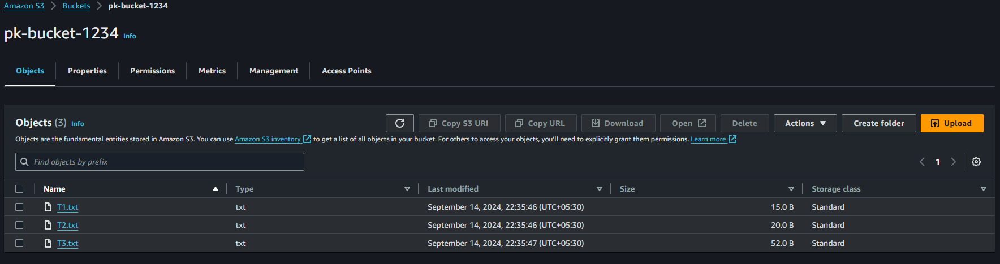 Amazon S3 > Buckets > pk-bucket-1234
pk-bucket-1234 Info
Objects Properties Permissions Metrics Management Access Points
Objects (3) Info Copy S3 URI Copy URL Download Open Delete Actions Create folder Upload
Objects are the fundamental entities stored in Amazon S3. You can use Amazon S3 inventory to get a list of all objects in your bucket. For others to access your objects, you’ll need to explicitly grant them permissions. Learn more
Find objects by prefix 1
Name Type Last modified Size Storage class
T1.txt txt September 14, 2024, 22:35:46 (UTC+05:30) 15.0 B Standard
T2.txt txt September 14, 2024, 22:35:46 (UTC+05:30) 20.0 B Standard
T3.txt txt September 14, 2024, 22:35:47 (UTC+05:30) 52.0 B Standard